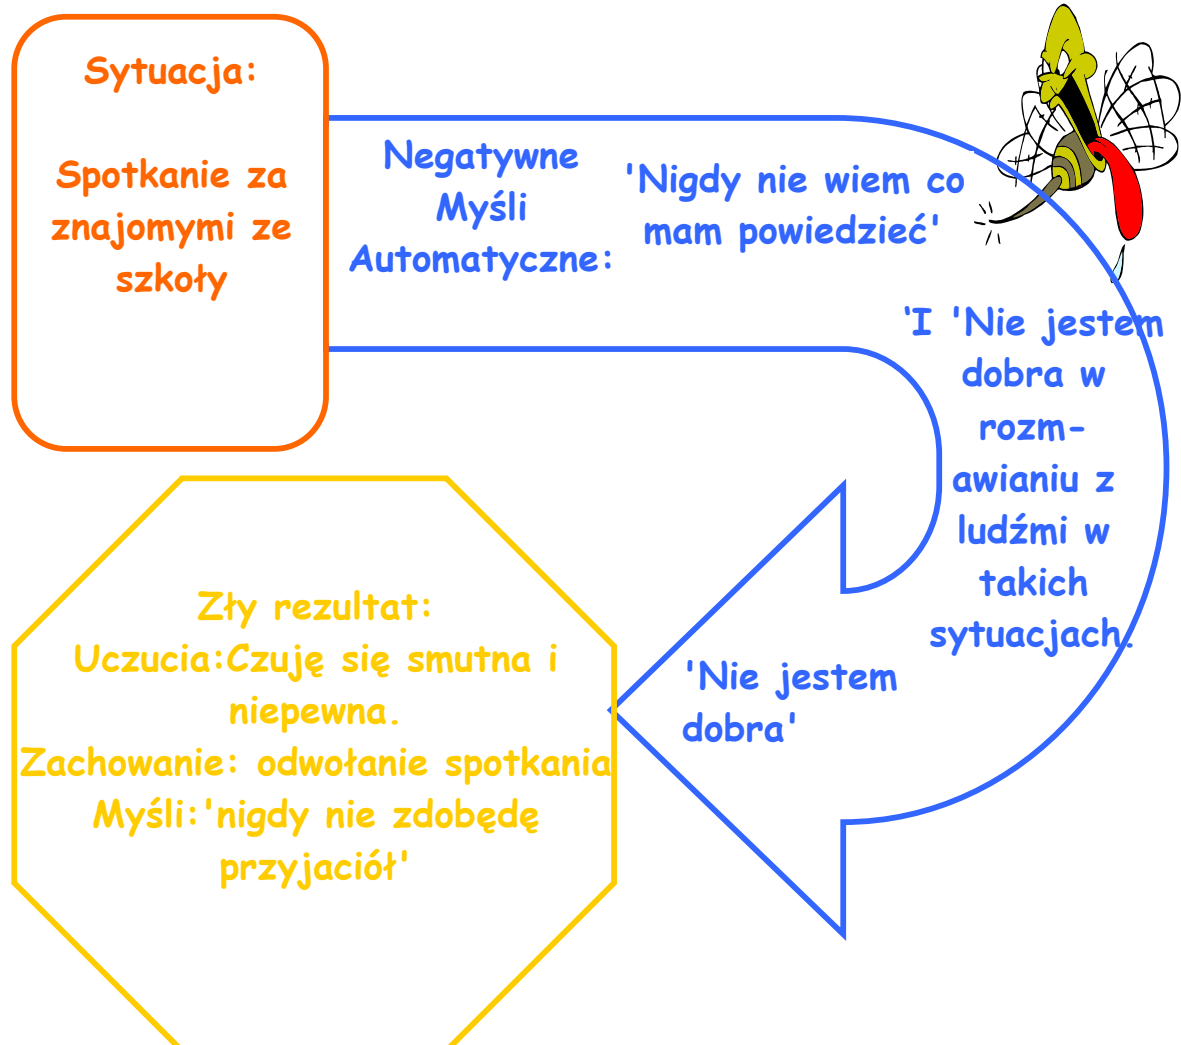 Sytuacja:
Spotkanie za
znajomymi ze
szkoły
Negatywne
Myśli
Automatyczne:
'Nigdy nie wiem co
mam powiedzieć'
'I 'Nie jestem
dobra w
rozm-
awianiu z
ludźmi w
takich
sytuacjach.
'Nie jestem
dobra'
Zły rezultat:
Uczucia:Czuję się smutna i
niepewna.
Zachowanie: odwołanie spotkania
Myśli:'nigdy nie zdobędę
przyjaciół'